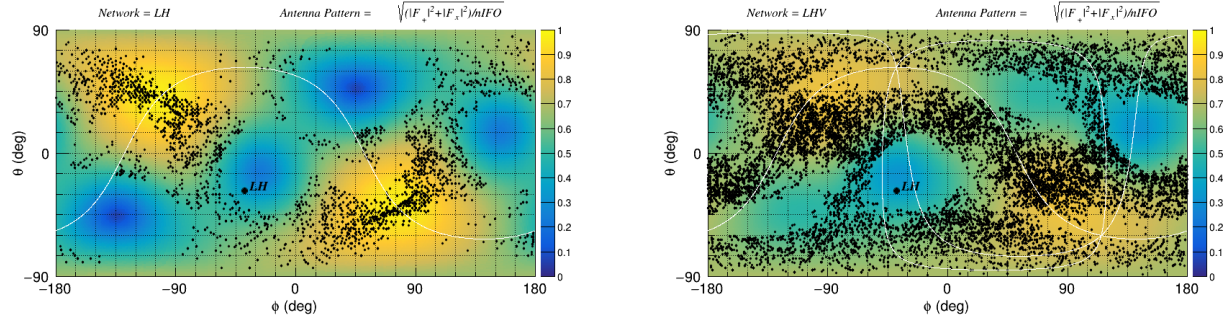 Network = LH Antenna Pattern = √(|F₊|²+|Fₓ|²)/nIFO
90
0
−90
θ (deg)
LH
−180 −90 0 90 180
ϕ (deg)
1
0.9
0.8
0.7
0.6
0.5
0.4
0.3
0.2
0.1
0
Network = LHV Antenna Pattern = √(|F₊|²+|Fₓ|²)/nIFO
90
0
−90
θ (deg)
LH
−180 −90 0 90 180
ϕ (deg)
1
0.9
0.8
0.7
0.6
0.5
0.4
0.3
0.2
0.1
0